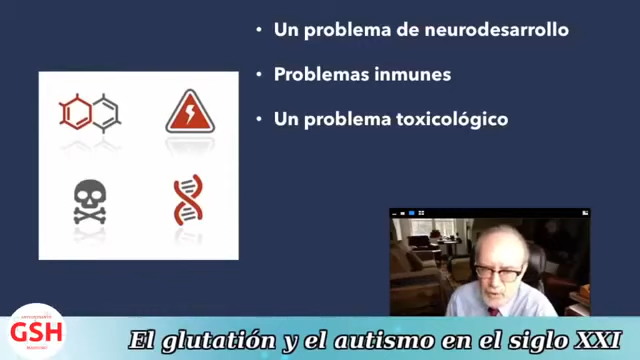 • Un problema de neurodesarrollo
• Problemas inmunes
• Un problema toxicológico
GSH
El glutatión y el autismo en el siglo XXI